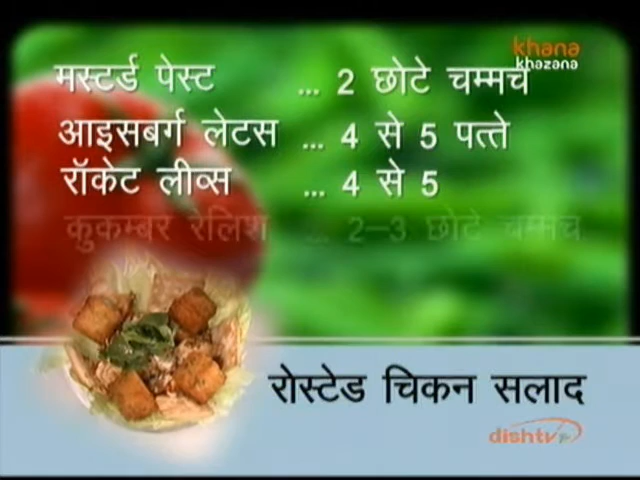 khana
khazana
मस्टर्ड पेस्ट ... 2 छोटे चम्मच
आइसबर्ग लेटस ... 4 से 5 पत्ते
रॉकेट लीव्स ... 4 से 5
कुकम्बर रेलिश ... 2-3 छोटे चम्मच
रोस्टेड चिकन सलाद
dishtv